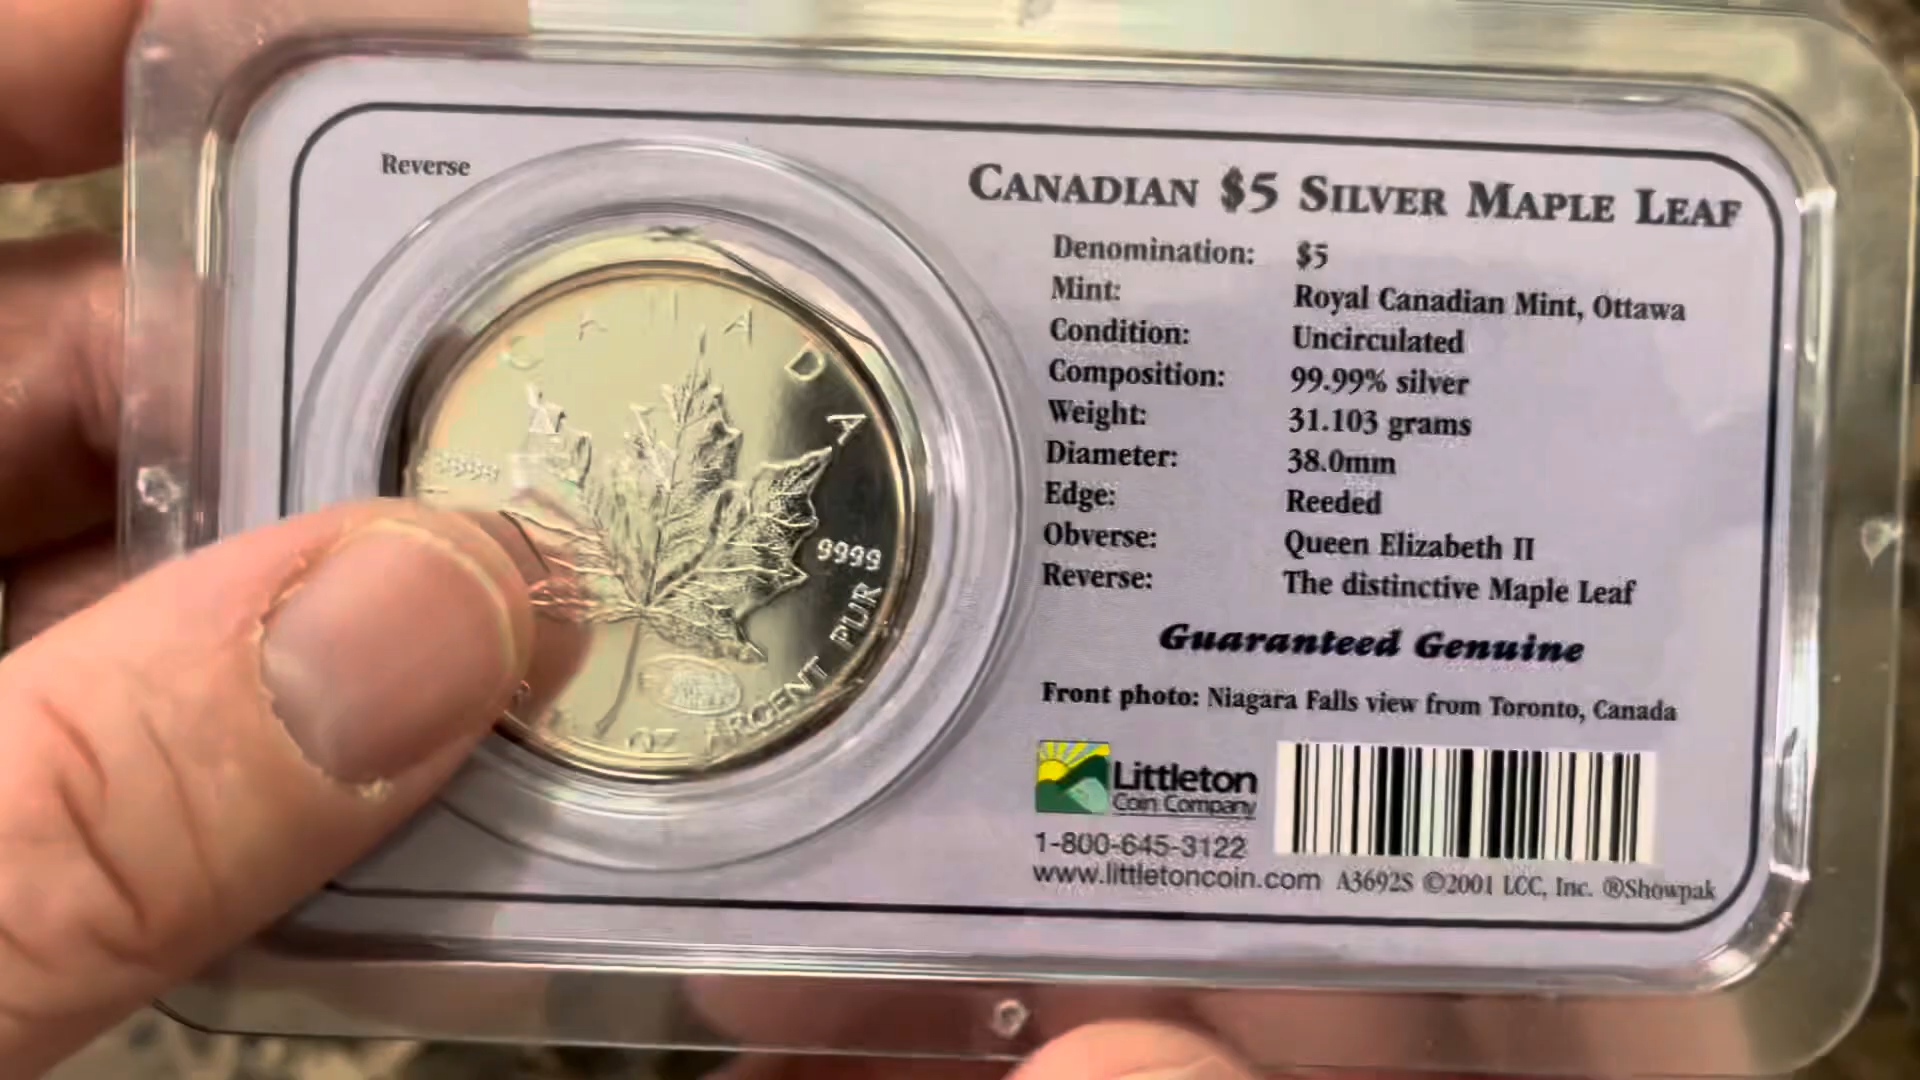 Reverse
CANADIAN $5 SILVER MAPLE LEAF
Denomination: $5
Mint: Royal Canadian Mint, Ottawa
Condition: Uncirculated
Composition: 99.99% silver
Weight: 31.103 grams
Diameter: 38.0mm
Edge: Reeded
Obverse: Queen Elizabeth II
Reverse: The distinctive Maple Leaf
Guaranteed Genuine
Front photo: Niagara Falls view from Toronto, Canada
Littleton
Coin Company
1-800-645-3122
www.littletoncoin.com A3692S ©2001 LCC, Inc. ®Showpak
CANADA
9999
9999
OZ ARGENT PUR